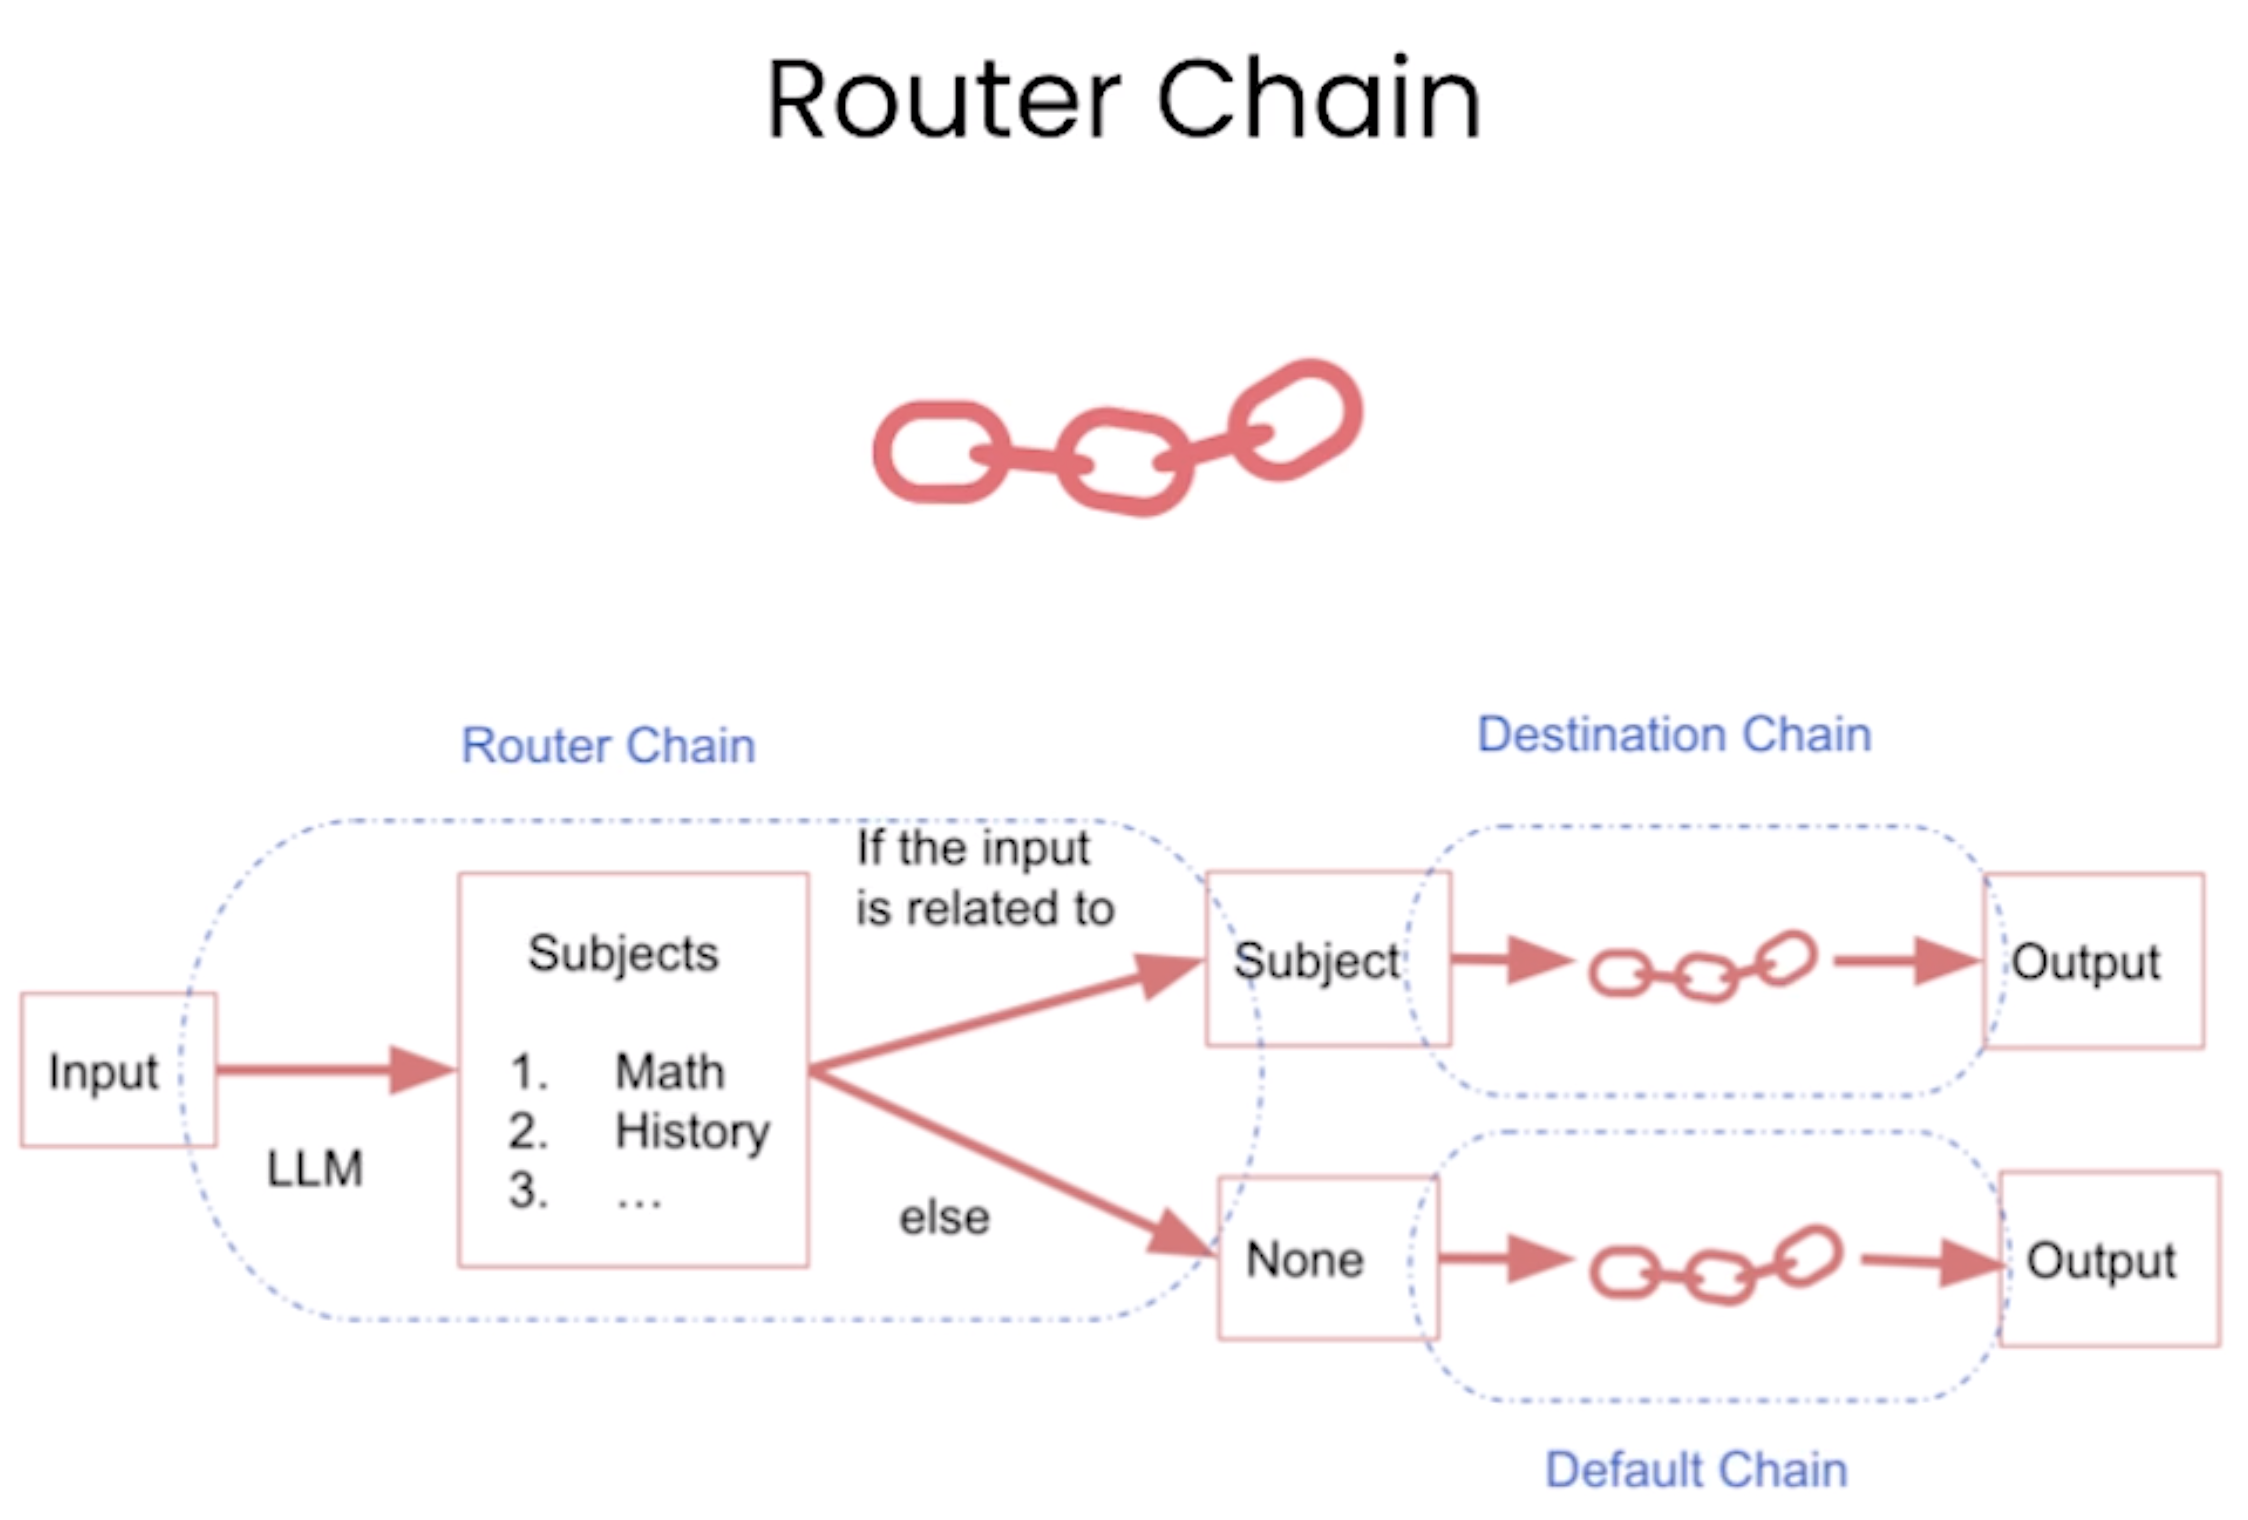 Router Chain
Router Chain
Destination Chain
If the input
is related to
Subjects
1. Math
2. History
3. ...
Input
LLM
else
Subject
Output
None
Output
Default Chain